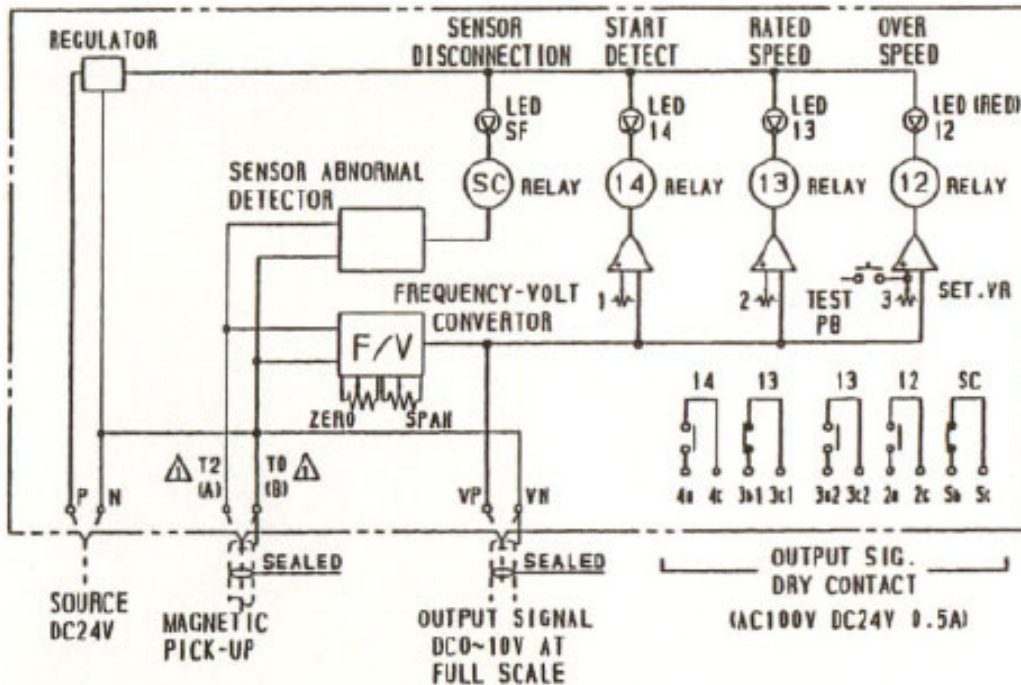 REGULATOR
SENSOR DISCONNECTION
START DETECT
RATED SPEED
OVER SPEED
LED SF
LED 14
LED 13
LED (RED) 12
SENSOR ABNORMAL DETECTOR
SC RELAY
14 RELAY
13 RELAY
12 RELAY
FREQUENCY-VOLT CONVERTOR
F/V
ZERO SPAN
1
2
TEST PB
3
SET.VR
14 13 13 12 SC
4a 4c 3b1 3c1 3a2 3c2 2a 2c 5b 5c
P N
1 T2 (A) T0 (B) 1
VP VN
SEALED
SEALED
SOURCE DC24V
MAGNETIC PICK-UP
OUTPUT SIGNAL
DC0~10V AT
FULL SCALE
OUTPUT SIG.
DRY CONTACT
(AC100V DC24V 0.5A)